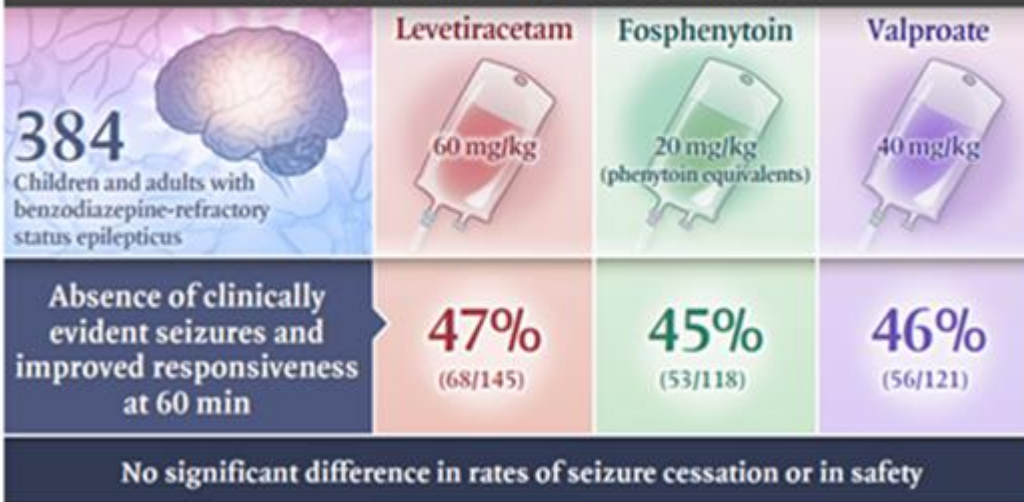 Levetiracetam
Fosphenytoin
Valproate
384
Children and adults with
benzodiazepine-refractory
status epilepticus
60 mg/kg
20 mg/kg
(phenytoin equivalents)
40 mg/kg
Absence of clinically
evident seizures and
improved responsiveness
at 60 min
47%
(68/145)
45%
(53/118)
46%
(56/121)
No significant difference in rates of seizure cessation or in safety